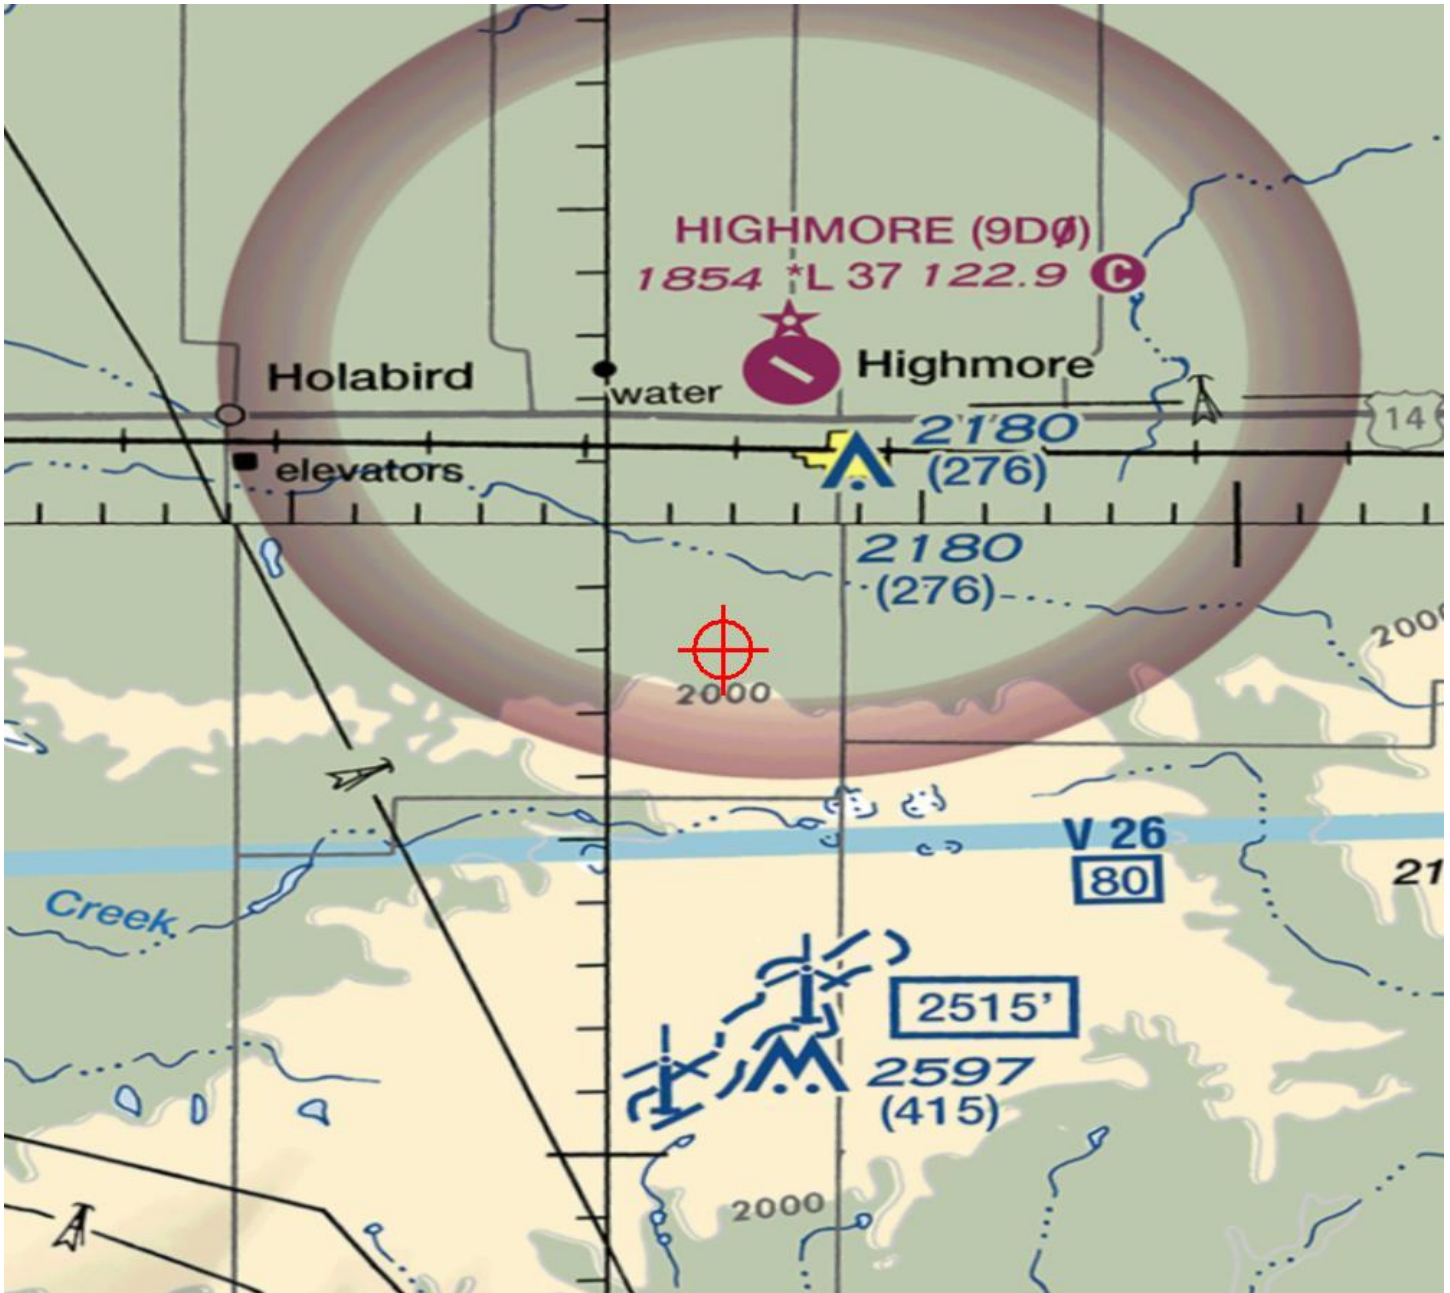 HIGHMORE (9DØ)
1854 *L 37 122.9 C
Holabird
Highmore
water
14
2180
(276)
elevators
2180
(276)
2000
2000
V 26
80
21
Creek
2515'
2597
(415)
2000